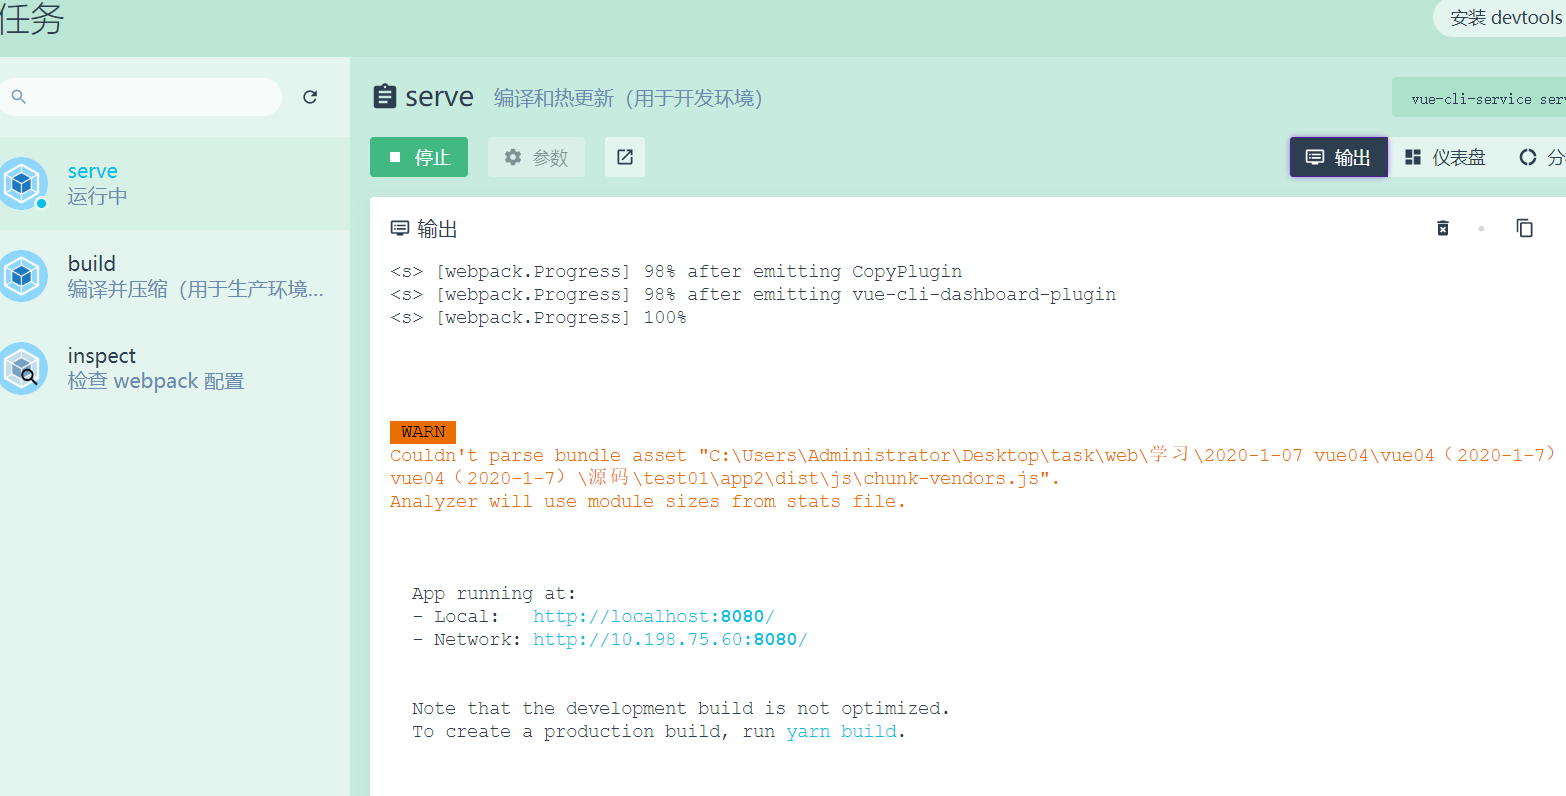 任务
安装 devtools
serve
运行中
build
编译并压缩（用于生产环境...
inspect
检查 webpack 配置
serve 编译和热更新（用于开发环境）
vue-cli-service serv
停止 参数
输出 仪表盘 分
输出
<s> [webpack.Progress] 98% after emitting CopyPlugin
<s> [webpack.Progress] 98% after emitting vue-cli-dashboard-plugin
<s> [webpack.Progress] 100%
WARN
Couldn't parse bundle asset "C:\Users\Administrator\Desktop\task\web\学习\2020-1-07 vue04\vue04（2020-1-7）
vue04（2020-1-7）\源码\test01\app2\dist\js\chunk-vendors.js".
Analyzer will use module sizes from stats file.
App running at:
- Local: http://localhost:8080/
- Network: http://10.198.75.60:8080/
Note that the development build is not optimized.
To create a production build, run yarn build.